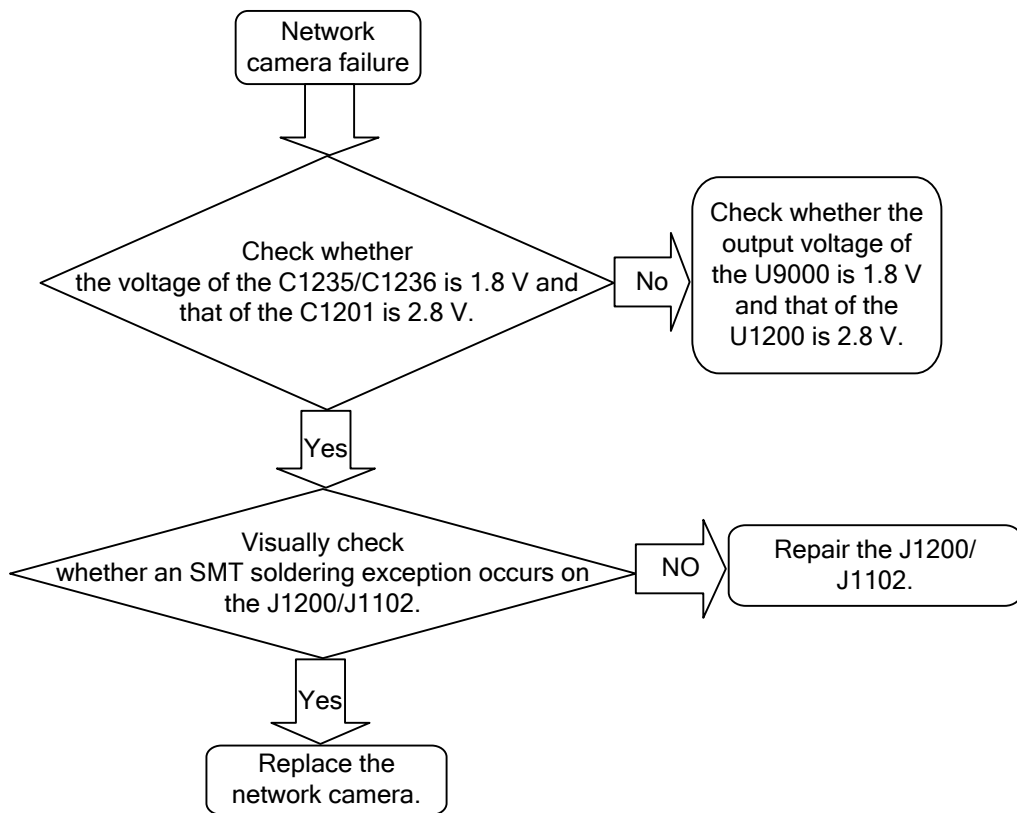 Network
camera failure
Check whether
the voltage of the C1235/C1236 is 1.8 V and
that of the C1201 is 2.8 V.
No
Check whether the
output voltage of
the U9000 is 1.8 V
and that of the
U1200 is 2.8 V.
Yes
Visually check
whether an SMT soldering exception occurs on
the J1200/J1102.
NO
Repair the J1200/
J1102.
Yes
Replace the
network camera.